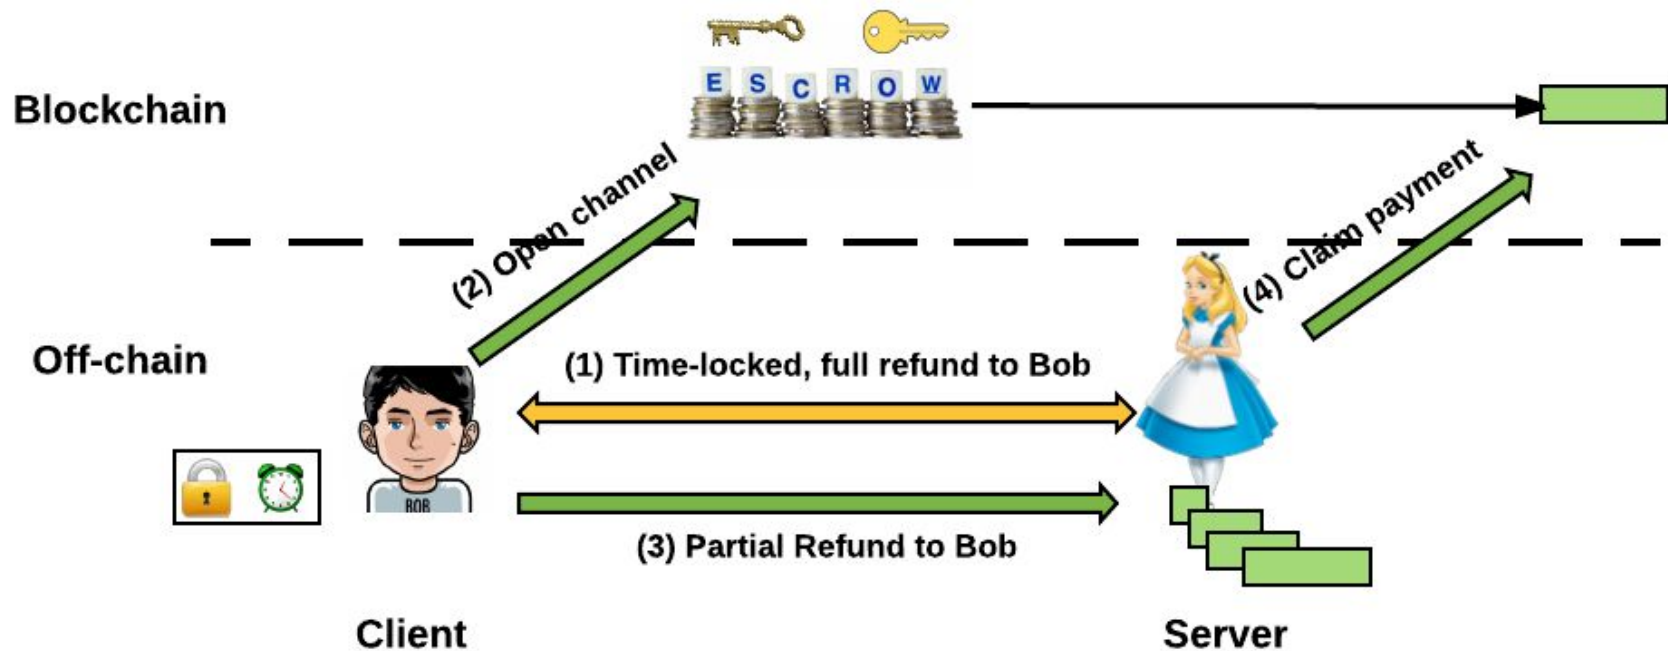 ESCROW
Blockchain
(2) Open channel
(4) Claim payment
Off-chain
(1) Time-locked, full refund to Bob
BOB
(3) Partial Refund to Bob
Client
Server